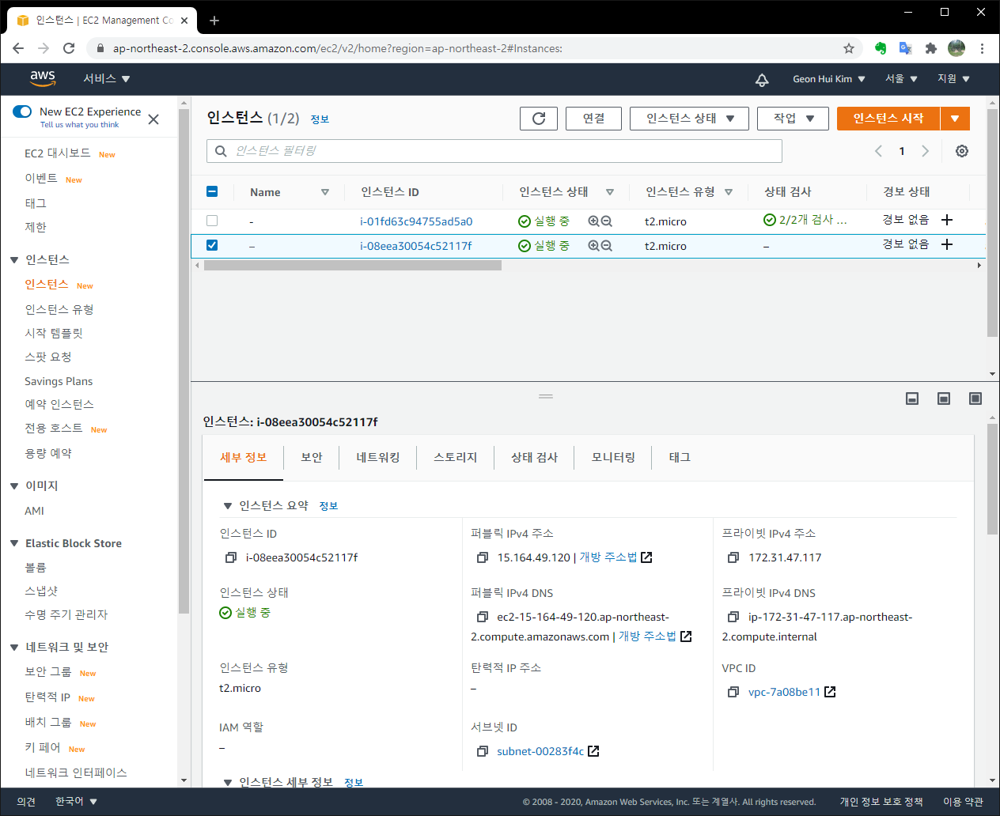 인스턴스 | EC2 Management Co
ap-northeast-2.console.aws.amazon.com/ec2/v2/home?region=ap-northeast-2#Instances:
aws
서비스
Geon Hui Kim
서울
지원
New EC2 Experience
Tell us what you think
EC2 대시보드 New
이벤트 New
태그
제한
인스턴스
인스턴스 New
인스턴스 유형
시작 템플릿
스팟 요청
Savings Plans
예약 인스턴스
전용 호스트 New
용량 예약
이미지
AMI
Elastic Block Store
볼륨
스냅샷
수명 주기 관리자
네트워크 및 보안
보안 그룹 New
탄력적 IP New
배치 그룹 New
키 페어 New
네트워크 인터페이스
인스턴스 (1/2) 정보
연결
인스턴스 상태
작업
인스턴스 시작
인스턴스 필터링
1
Name 인스턴스 ID 인스턴스 상태 인스턴스 유형 상태 검사 경보 상태
- i-01fd63c94755ad5a0 실행 중 t2.micro 2/2개 검사 ... 경보 없음 +
– i-08eea30054c52117f 실행 중 t2.micro – 경보 없음 +
인스턴스: i-08eea30054c52117f
세부 정보 보안 네트워킹 스토리지 상태 검사 모니터링 태그
인스턴스 요약 정보
인스턴스 ID
i-08eea30054c52117f
퍼블릭 IPv4 주소
15.164.49.120 | 개방 주소법
프라이빗 IPv4 주소
172.31.47.117
인스턴스 상태
실행 중
퍼블릭 IPv4 DNS
ec2-15-164-49-120.ap-northeast-
2.compute.amazonaws.com | 개방 주소법
프라이빗 IPv4 DNS
ip-172-31-47-117.ap-northeast-
2.compute.internal
인스턴스 유형
t2.micro
탄력적 IP 주소
–
VPC ID
vpc-7a08be11
IAM 역할
–
서브넷 ID
subnet-00283f4c
인스턴스 세부 정보 정보
의견
한국어
© 2008 - 2020, Amazon Web Services, Inc. 또는 계열사. All rights reserved.
개인 정보 보호 정책
이용 약관